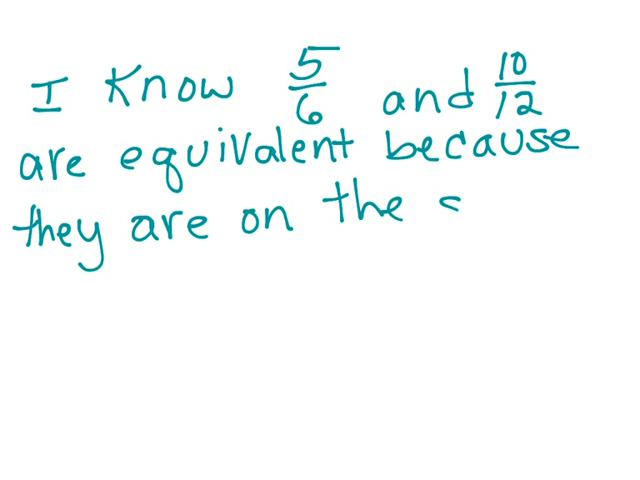 I know 5/6 and 10/12
are equivalent because
they are on the